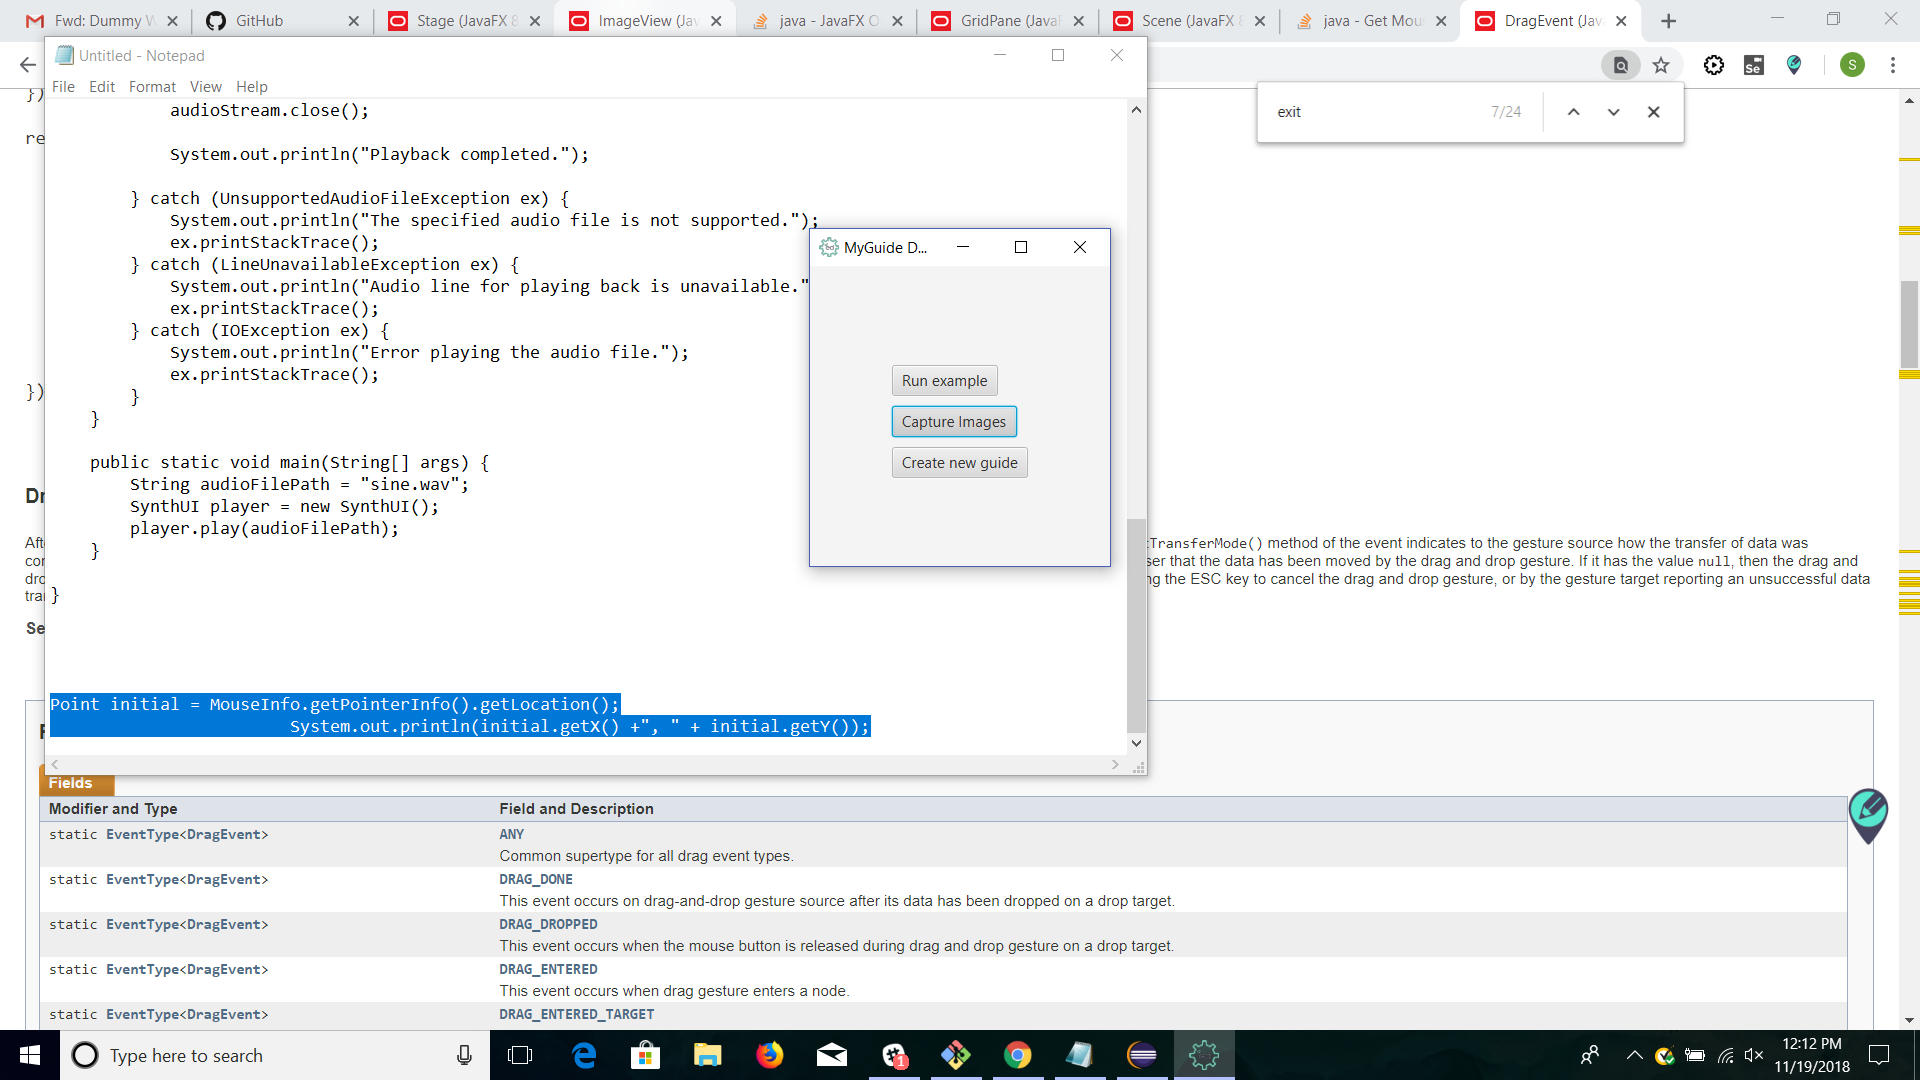 Fwd: Dummy W
GitHub
Stage (JavaFX 8
ImageView (Jav
java - JavaFX O
GridPane (Java
Scene (JavaFX 8
java - Get Mou
DragEvent (Jav
Untitled - Notepad
File Edit Format View Help
S
exit 7/24
})
re
})
Dr
Aft
cor
dro
tra
Se
audioStream.close();
System.out.println("Playback completed.");
} catch (UnsupportedAudioFileException ex) {
System.out.println("The specified audio file is not supported.");
ex.printStackTrace();
} catch (LineUnavailableException ex) {
System.out.println("Audio line for playing back is unavailable."
ex.printStackTrace();
} catch (IOException ex) {
System.out.println("Error playing the audio file.");
ex.printStackTrace();
}
}
public static void main(String[] args) {
String audioFilePath = "sine.wav";
SynthUI player = new SynthUI();
player.play(audioFilePath);
}
}
Point initial = MouseInfo.getPointerInfo().getLocation();
System.out.println(initial.getX() +", " + initial.getY());
MyGuide D...
Run example
Capture Images
Create new guide
tTransferMode() method of the event indicates to the gesture source how the transfer of data was
ser that the data has been moved by the drag and drop gesture. If it has the value null, then the drag and
ng the ESC key to cancel the drag and drop gesture, or by the gesture target reporting an unsuccessful data
F
Fields
Modifier and Type Field and Description
static EventType<DragEvent> ANY
Common supertype for all drag event types.
static EventType<DragEvent> DRAG_DONE
This event occurs on drag-and-drop gesture source after its data has been dropped on a drop target.
static EventType<DragEvent> DRAG_DROPPED
This event occurs when the mouse button is released during drag and drop gesture on a drop target.
static EventType<DragEvent> DRAG_ENTERED
This event occurs when drag gesture enters a node.
static EventType<DragEvent> DRAG_ENTERED_TARGET
Type here to search
1
12:12 PM
11/19/2018